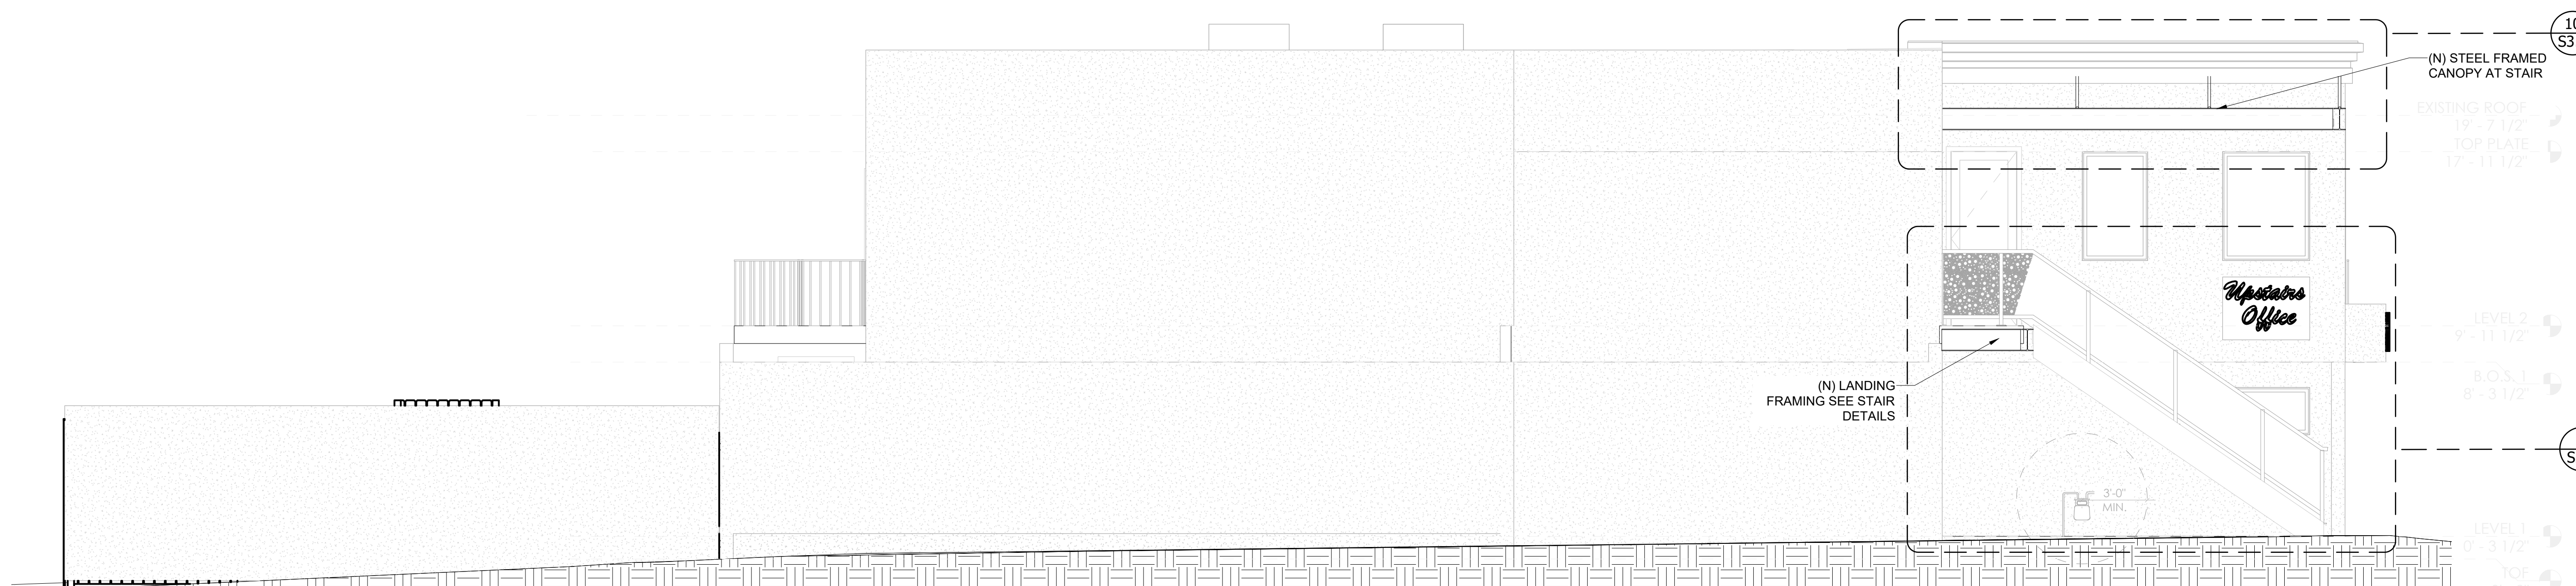 10
S3
(N) STEEL FRAMED
CANOPY AT STAIR
EXISTING ROOF
19' - 7 1/2"
TOP PLATE
17' - 11 1/2"
Upstairs
Office
LEVEL 2
9' - 11 1/2"
(N) LANDING
FRAMING SEE STAIR
DETAILS
B.O.S. 1
8' - 3 1/2"
S
3'-0"
MIN.
LEVEL 1
0' - 3 1/2"
TOF